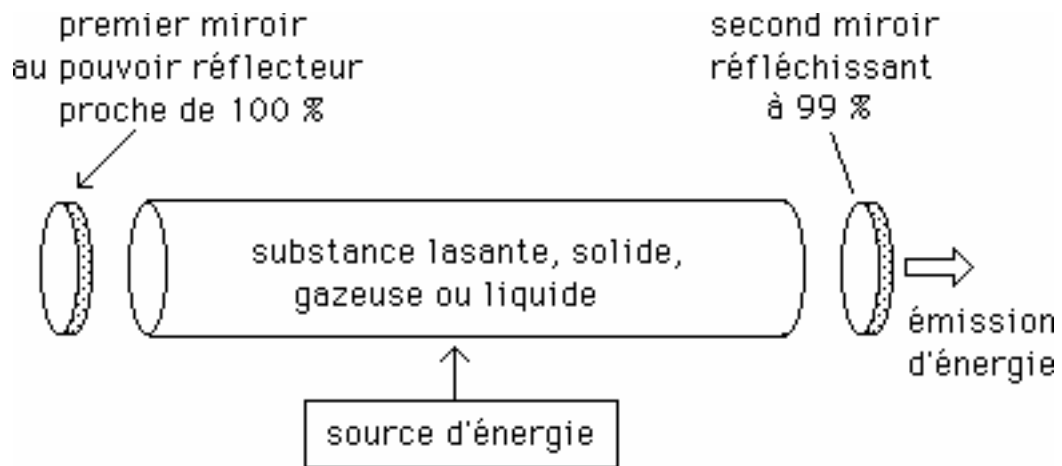 premier miroir
au pouvoir réflecteur
proche de 100 %
second miroir
réfléchissant
à 99 %
substance lasante, solide,
gazeuse ou liquide
émission
d'énergie
source d'énergie